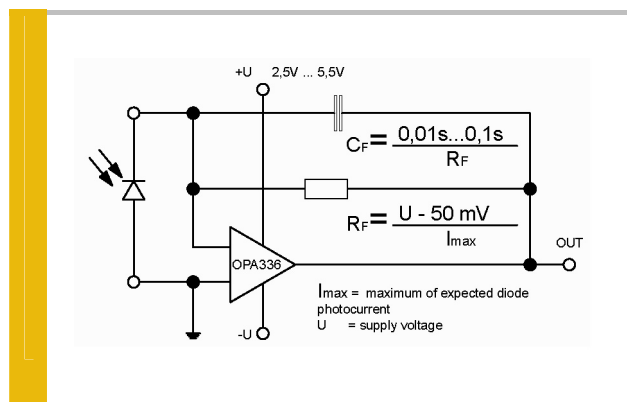 +U 2,5V ... 5,5V
CF= 0,01s...0,1s
RF
RF= U - 50 mV
Imax
OUT
OPA336
Imax = maximum of expected diode
photocurrent
U = supply voltage
-U